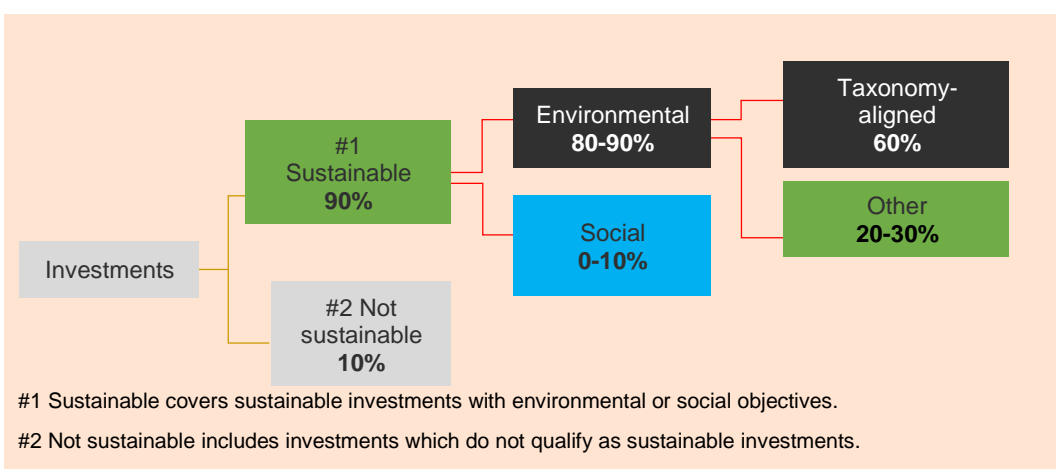 Investments
#1
Sustainable
90%
#2 Not
sustainable
10%
Environmental
80-90%
Social
0-10%
Taxonomy-
aligned
60%
Other
20-30%
#1 Sustainable covers sustainable investments with environmental or social objectives.
#2 Not sustainable includes investments which do not qualify as sustainable investments.